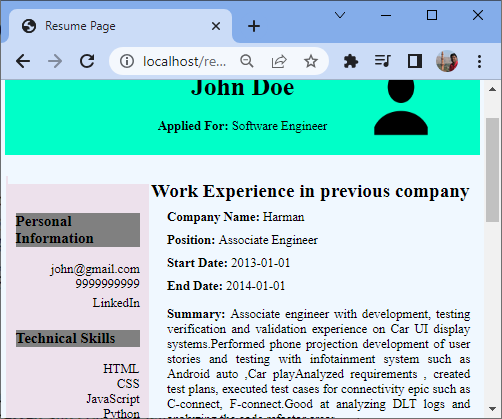 Resume Page
localhost/re...
John Doe
Applied For: Software Engineer
Work Experience in previous company
Personal
Information
john@gmail.com
9999999999
LinkedIn
Technical Skills
HTML
CSS
JavaScript
Python
Company Name: Harman
Position: Associate Engineer
Start Date: 2013-01-01
End Date: 2014-01-01
Summary: Associate engineer with development, testing
verification and validation experience on Car UI display
systems.Performed phone projection development of user
stories and testing with infotainment system such as
Android auto ,Car playAnalyzed requirements , created
test plans, executed test cases for connectivity epic such as
C-connect, F-connect.Good at analyzing DLT logs and